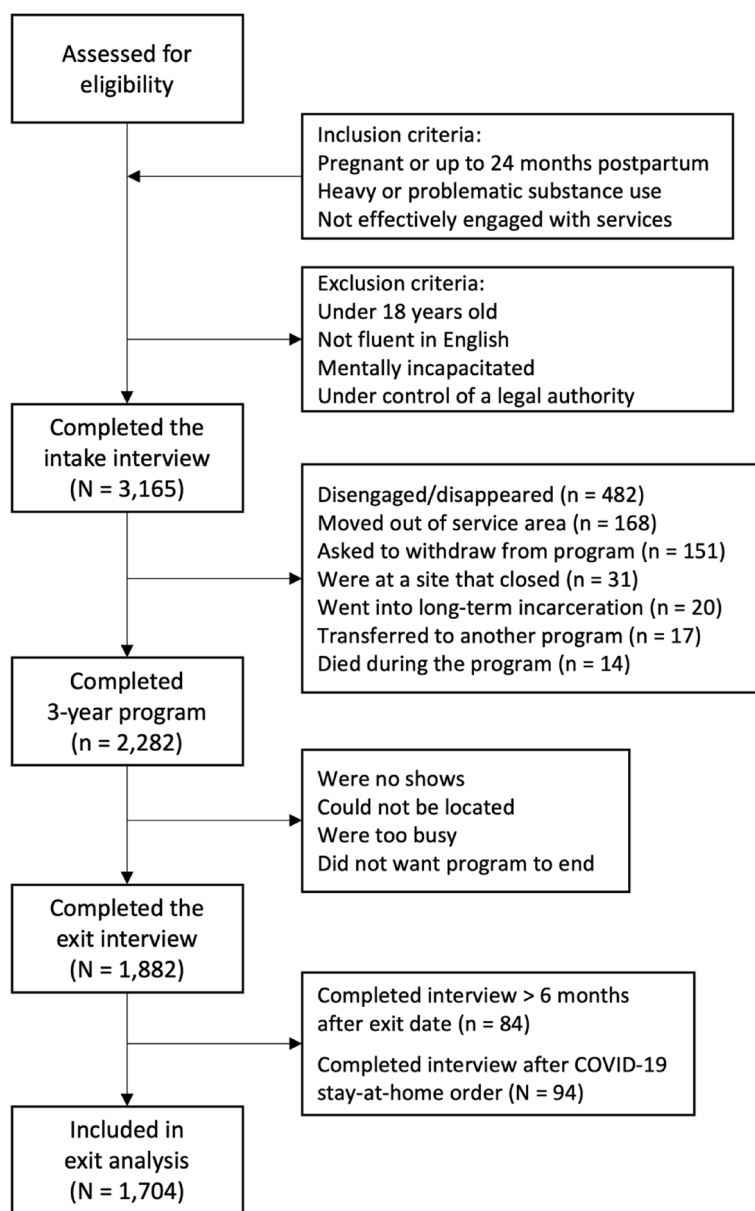 Assessed for
eligibility
Inclusion criteria:
Pregnant or up to 24 months postpartum
Heavy or problematic substance use
Not effectively engaged with services
Exclusion criteria:
Under 18 years old
Not fluent in English
Mentally incapacitated
Under control of a legal authority
Completed the
intake interview
(N = 3,165)
Disengaged/disappeared (n = 482)
Moved out of service area (n = 168)
Asked to withdraw from program (n = 151)
Were at a site that closed (n = 31)
Went into long-term incarceration (n = 20)
Transferred to another program (n = 17)
Died during the program (n = 14)
Completed
3-year program
(n = 2,282)
Were no shows
Could not be located
Were too busy
Did not want program to end
Completed the
exit interview
(N = 1,882)
Completed interview > 6 months
after exit date (n = 84)
Completed interview after COVID-19
stay-at-home order (N = 94)
Included in
exit analysis
(N = 1,704)